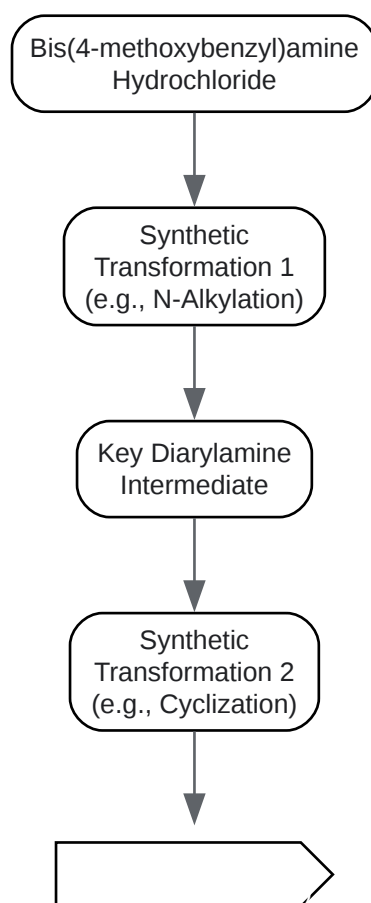 Bis(4-methoxybenzyl)amine
Hydrochloride
Synthetic
Transformation 1
(e.g., N-Alkylation)
Key Diarylamine
Intermediate
Synthetic
Transformation 2
(e.g., Cyclization)